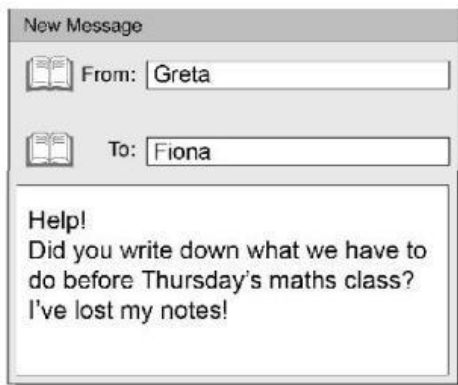 New Message
From: Greta
To: Fiona
Help!
Did you write down what we have to
do before Thursday's maths class?
I've lost my notes!